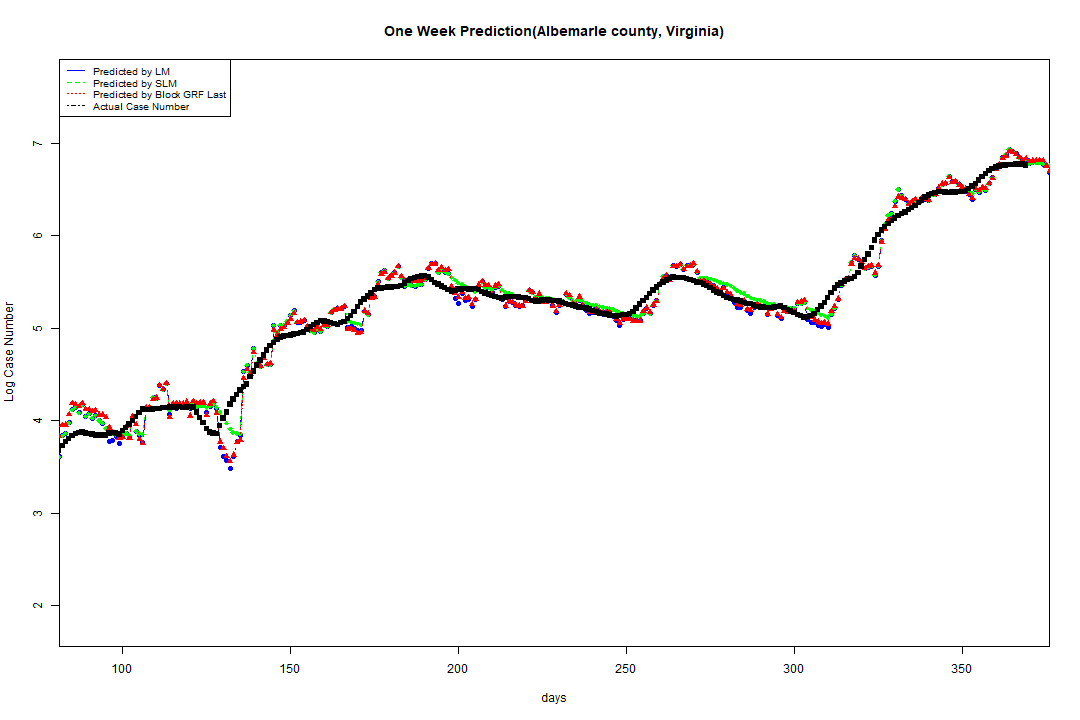 One Week Prediction(Albemarle county, Virginia)
Predicted by LM
Predicted by SLM
Predicted by Block GRF Last
Actual Case Number
7
6
5
4
3
2
Log Case Number
100 150 200 250 300 350
days